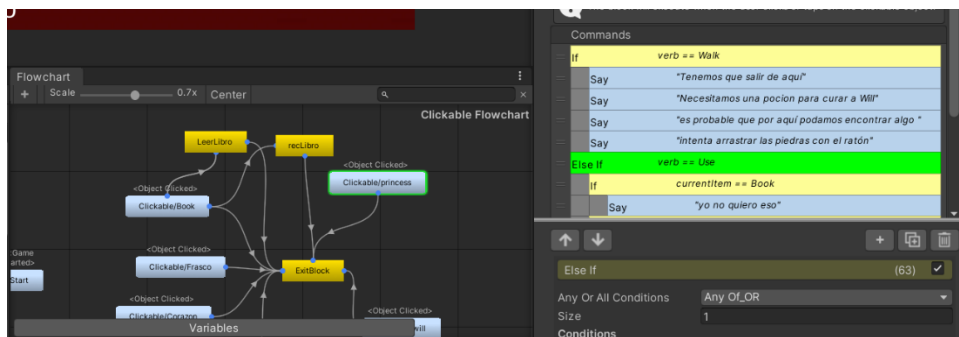 Commands
If verb == Walk
Say "Tenemos que salir de aquí"
Say "Necesitamos una pocion para curar a Will"
Say "es probable que por aquí podamos encontrar algo "
Say "intenta arrastrar las piedras con el ratón"
Else If verb == Use
If currentItem == Book
Say "yo no quiero eso"
Else If (63)
Any Or All Conditions Any Of_OR
Size 1
Conditions
Flowchart
+ Scale 0.7x Center
Clickable Flowchart
LeerLibro
recLibro
<Object Clicked>
Clickable/princess
<Object Clicked>
Clickable/Book
<Object Clicked>
Clickable/Frasco
ExitBlock
Game
arted>
Start
<Object Clicked>
Clickable/Corazon
<Object Clicked>
will
Variables